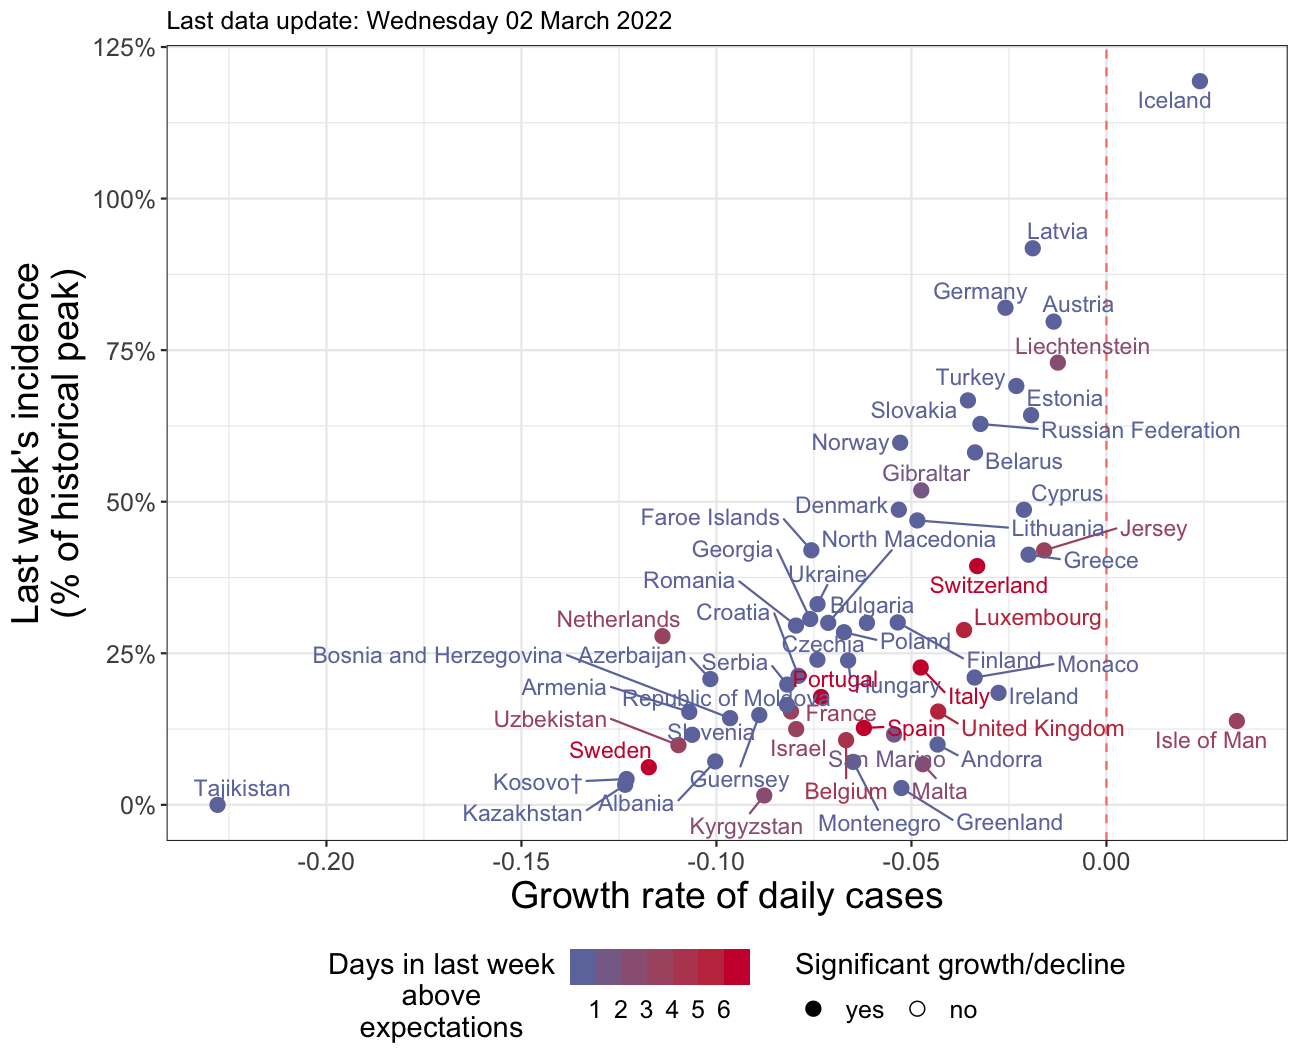 Last data update: Wednesday 02 March 2022
125%
100%
75%
50%
25%
0%
Last week's incidence
(% of historical peak)
Iceland
Latvia
Germany
Austria
Liechtenstein
Turkey
Estonia
Slovakia
Russian Federation
Norway
Belarus
Gibraltar
Cyprus
Denmark
Faroe Islands
Lithuania
Jersey
North Macedonia
Georgia
Greece
Ukraine
Romania
Switzerland
Bulgaria
Croatia
Netherlands
Luxembourg
Poland
Czechia
Bosnia and Herzegovina
Azerbaijan
Serbia
Finland
Monaco
Portugal
Hungary
Armenia
Republic of Moldova
Italy
Ireland
France
Uzbekistan
Slovenia
Spain
United Kingdom
Isle of Man
Sweden
Israel
San Marino
Andorra
Kosovo†
Guernsey
Tajikistan
Belgium
Malta
Albania
Kazakhstan
Kyrgyzstan
Montenegro
Greenland
-0.20
-0.15
-0.10
-0.05
0.00
Growth rate of daily cases
Days in last week
above
expectations
1 2 3 4 5 6
Significant growth/decline
yes
no